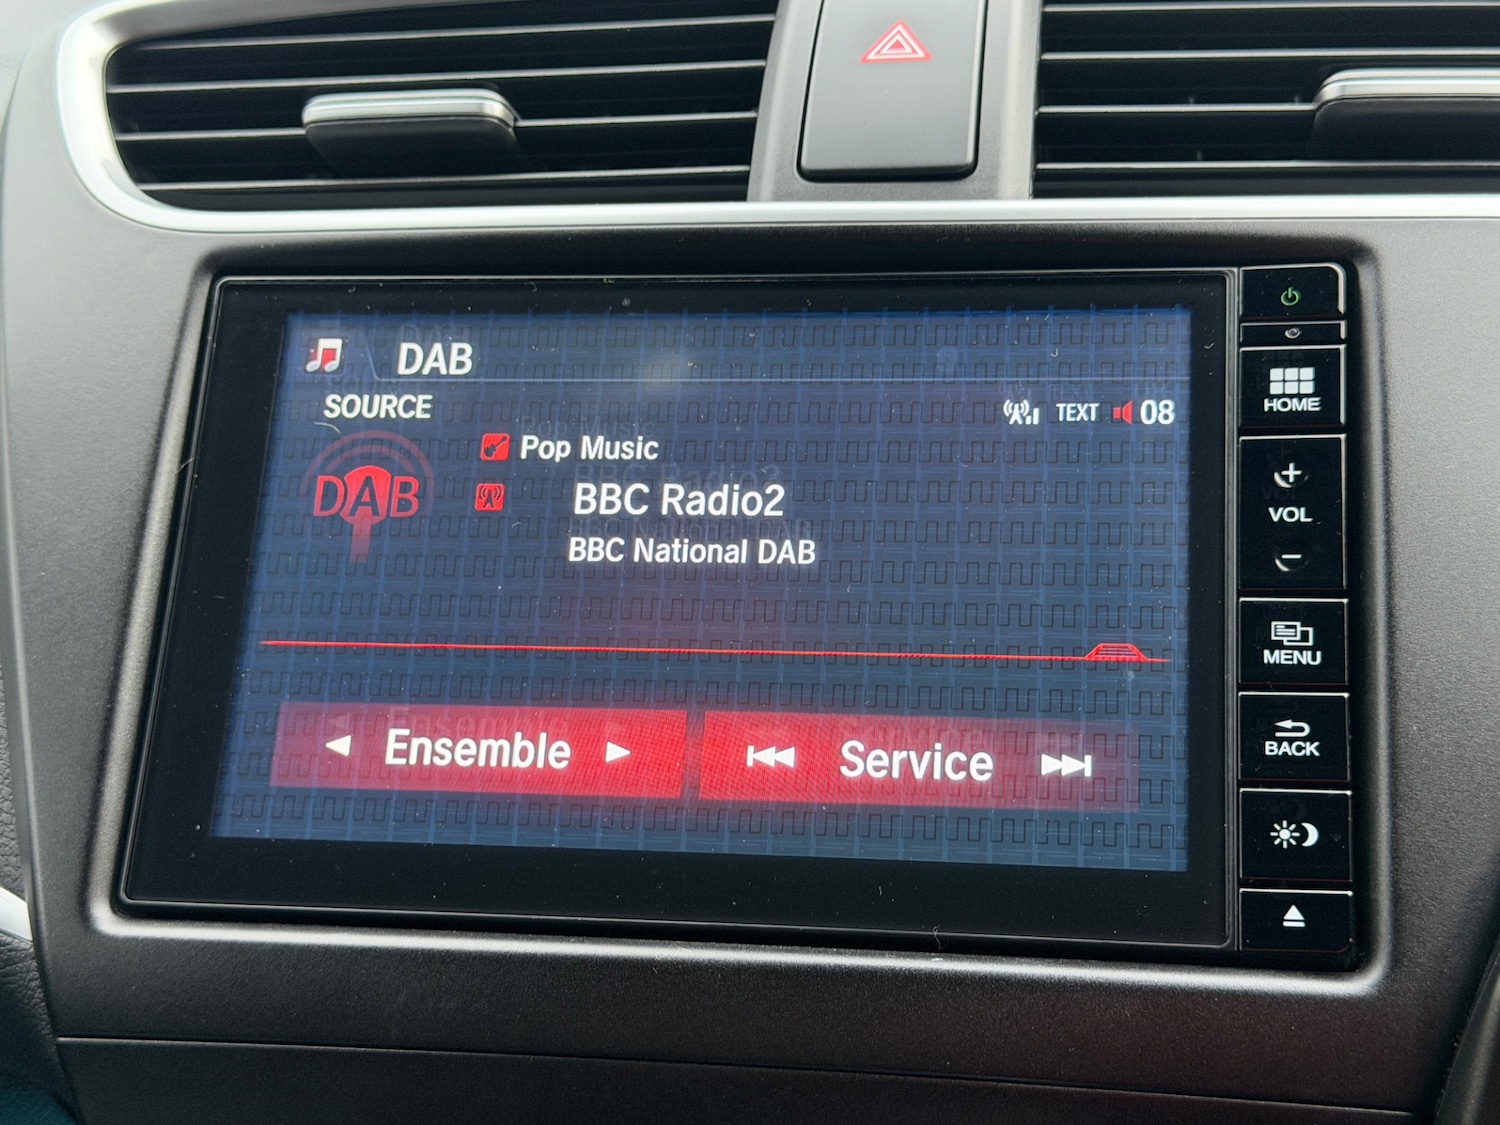 DAB
SOURCE
TEXT 08
DAB
Pop Music
BBC Radio2
BBC National DAB
Ensemble
Service
HOME
+
VOL
−
MENU
BACK